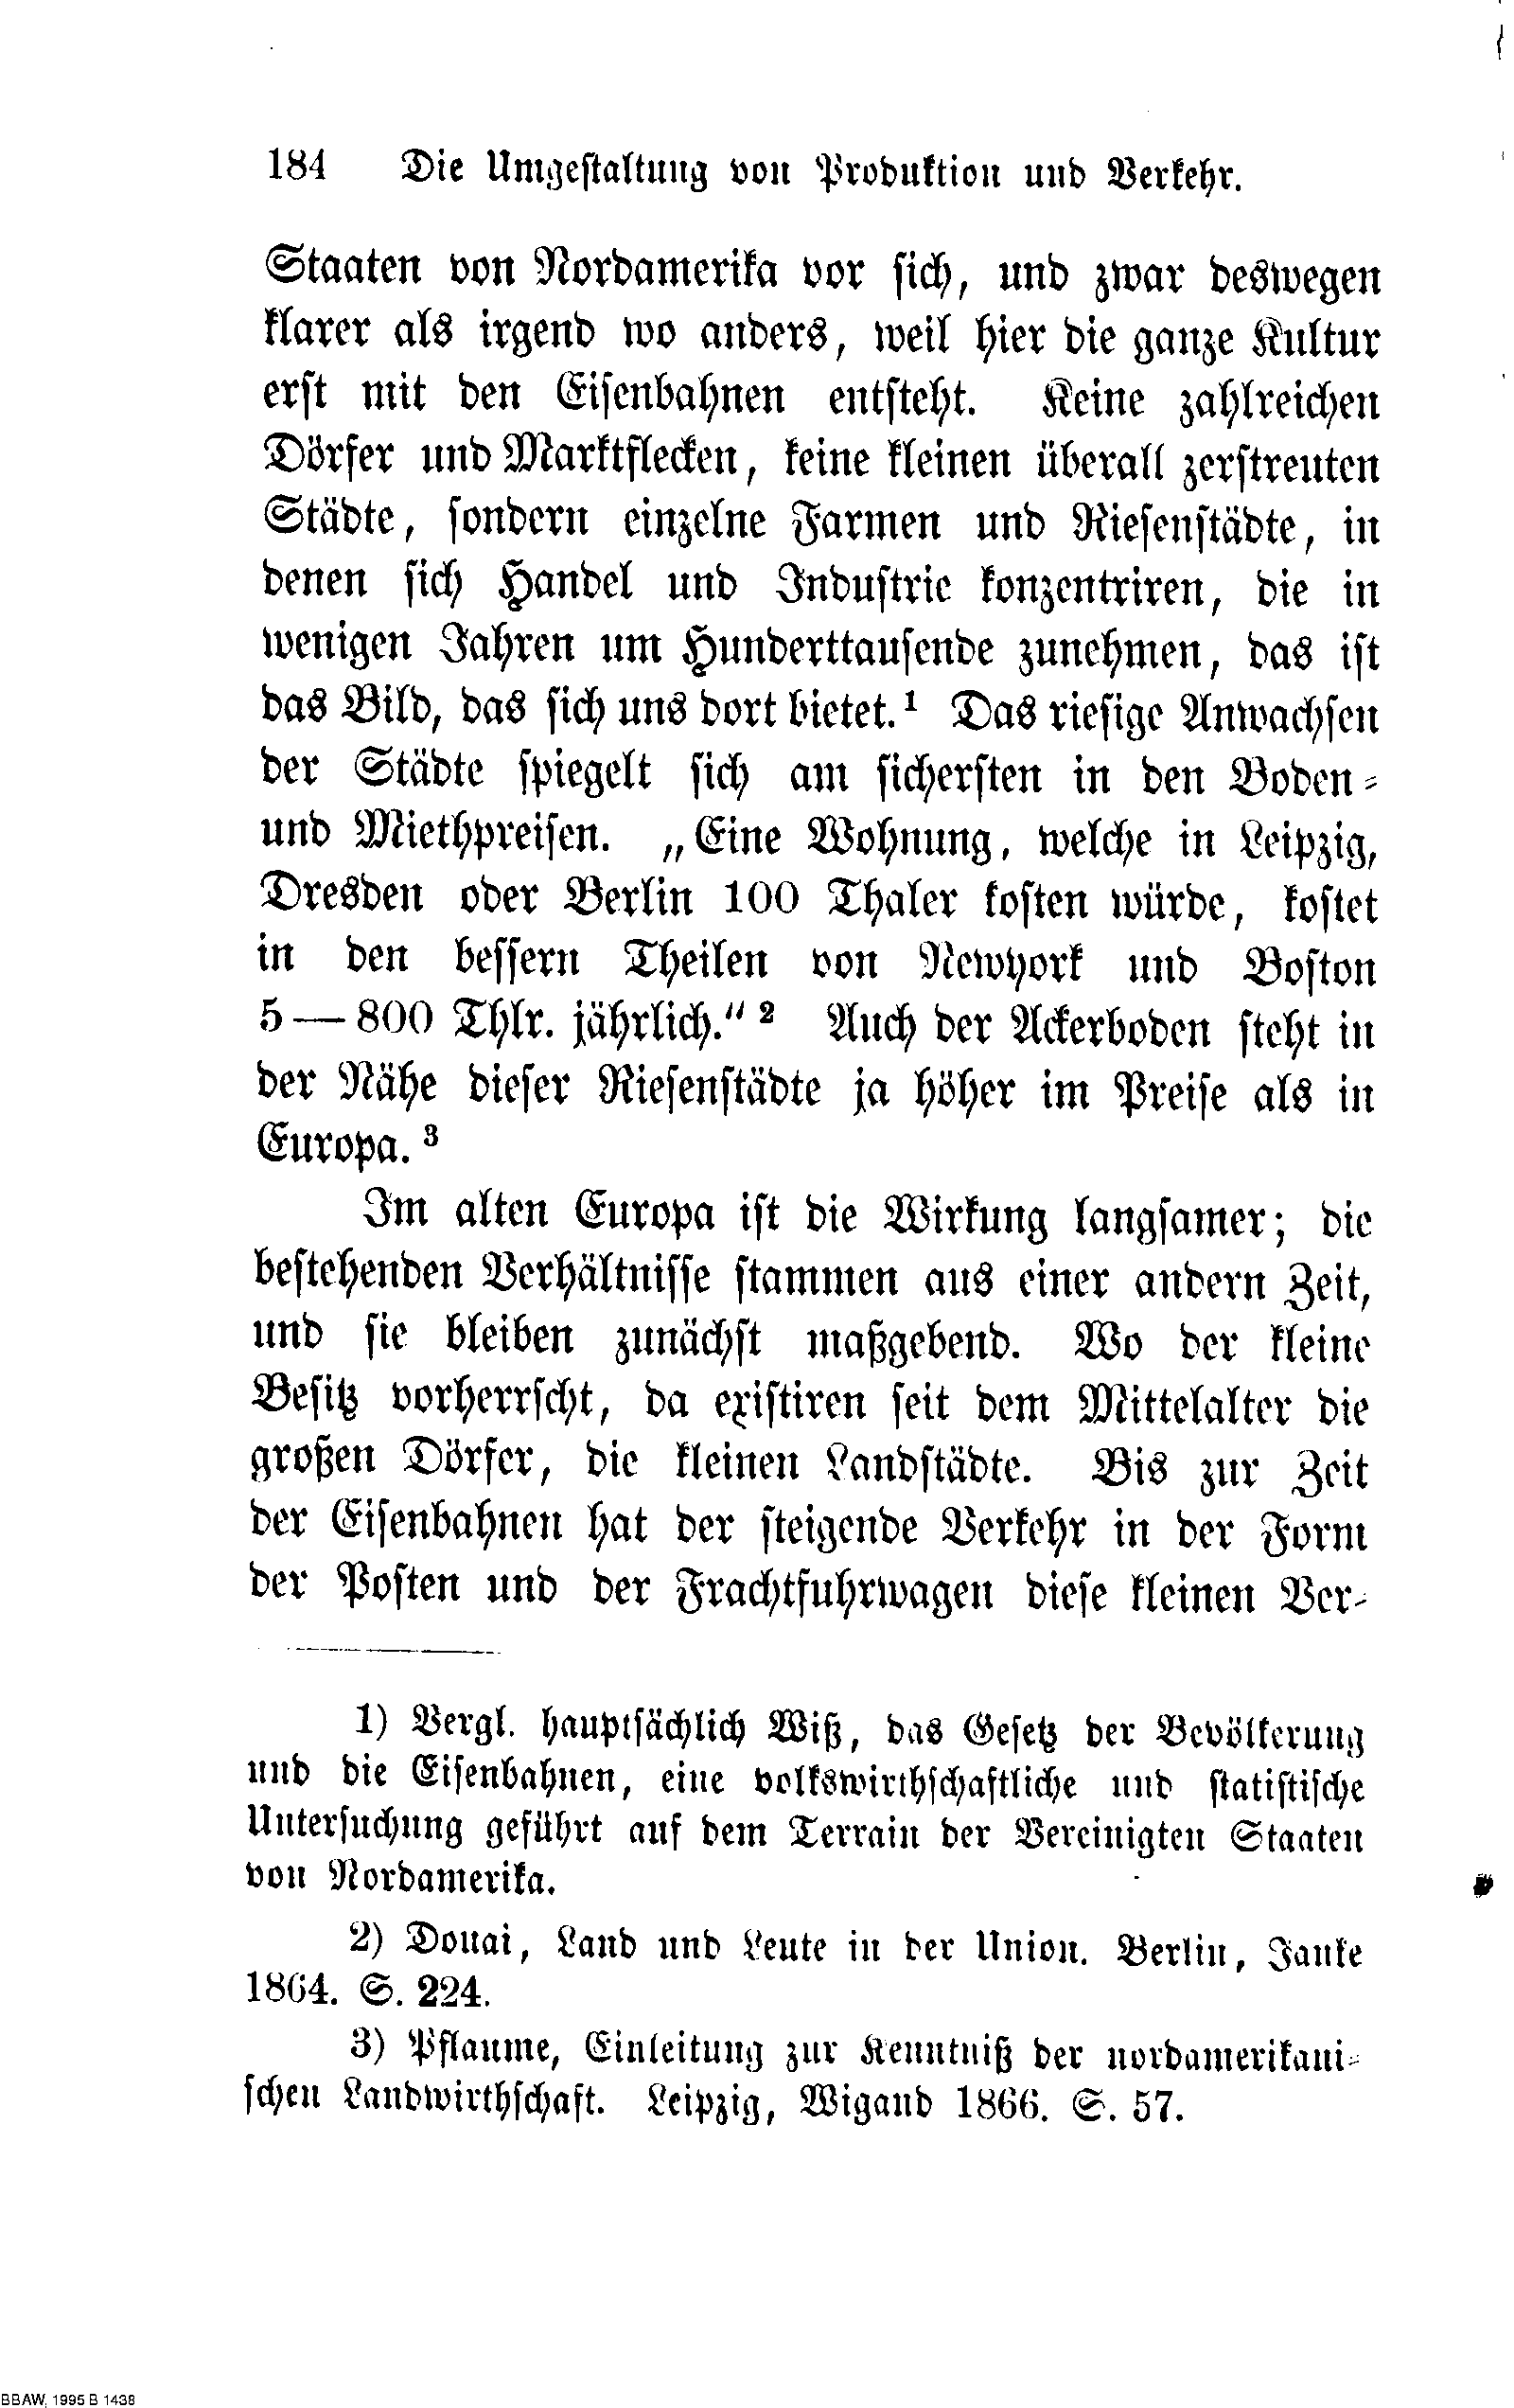 184 Die Umgestaltung von Produktion und Verkehr.
Staaten von Nordamerika vor sich, und zwar deswegen
klarer als irgend wo anders, weil hier die ganze Kultur
erst mit den Eisenbahnen entsteht. Keine zahlreichen
Dörfer und Marktflecken, keine kleinen überall zerstreuten
Städte, sondern einzelne Farmen und Riesenstädte, in
denen sich Handel und Industrie konzentriren, die in
wenigen Jahren um Hunderttausende zunehmen, das ist
das Bild, das sich uns dort bietet.¹ Das riesige Anwachsen
der Städte spiegelt sich am sichersten in den Boden-
und Miethpreisen. „Eine Wohnung, welche in Leipzig,
Dresden oder Berlin 100 Thaler kosten würde, kostet
in den bessern Theilen von Newyork und Boston
5—800 Thlr. jährlich.“² Auch der Ackerboden steht in
der Nähe dieser Riesenstädte ja höher im Preise als in
Europa.³
Im alten Europa ist die Wirkung langsamer; die
bestehenden Verhältnisse stammen aus einer andern Zeit,
und sie bleiben zunächst maßgebend. Wo der kleine
Besitz vorherrscht, da existiren seit dem Mittelalter die
großen Dörfer, die kleinen Landstädte. Bis zur Zeit
der Eisenbahnen hat der steigende Verkehr in der Form
der Posten und der Frachtfuhrwagen diese kleinen Ver-
1) Vergl. hauptsächlich Wiß, das Gesetz der Bevölkerung
und die Eisenbahnen, eine volkswirthschaftliche und statistische
Untersuchung geführt auf dem Terrain der Vereinigten Staaten
von Nordamerika.
2) Douai, Land und Leute in der Union. Berlin, Janke
1864. S. 224.
3) Pflaume, Einleitung zur Kenntniß der nordamerikani-
schen Landwirthschaft. Leipzig, Wigand 1866. S. 57.
BBAW, 1995 B 1438